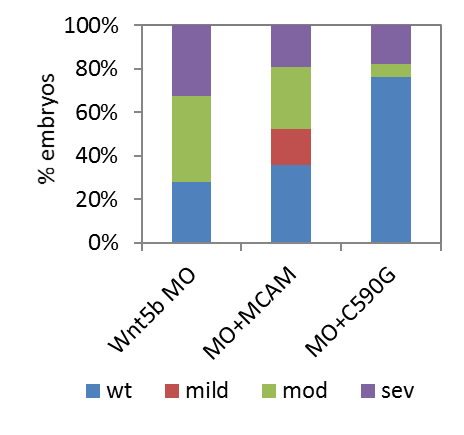 100%
80%
60%
40%
20%
0%
% embryos
Wnt5b MO
MO+MCAM
MO+C590G
wt mild mod sev